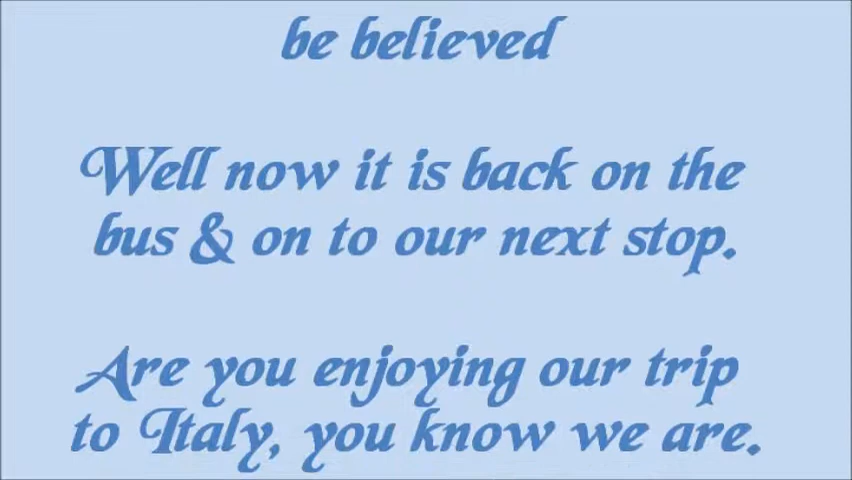 be believed
Well now it is back on the
bus & on to our next stop.
Are you enjoying our trip
to Italy, you know we are.